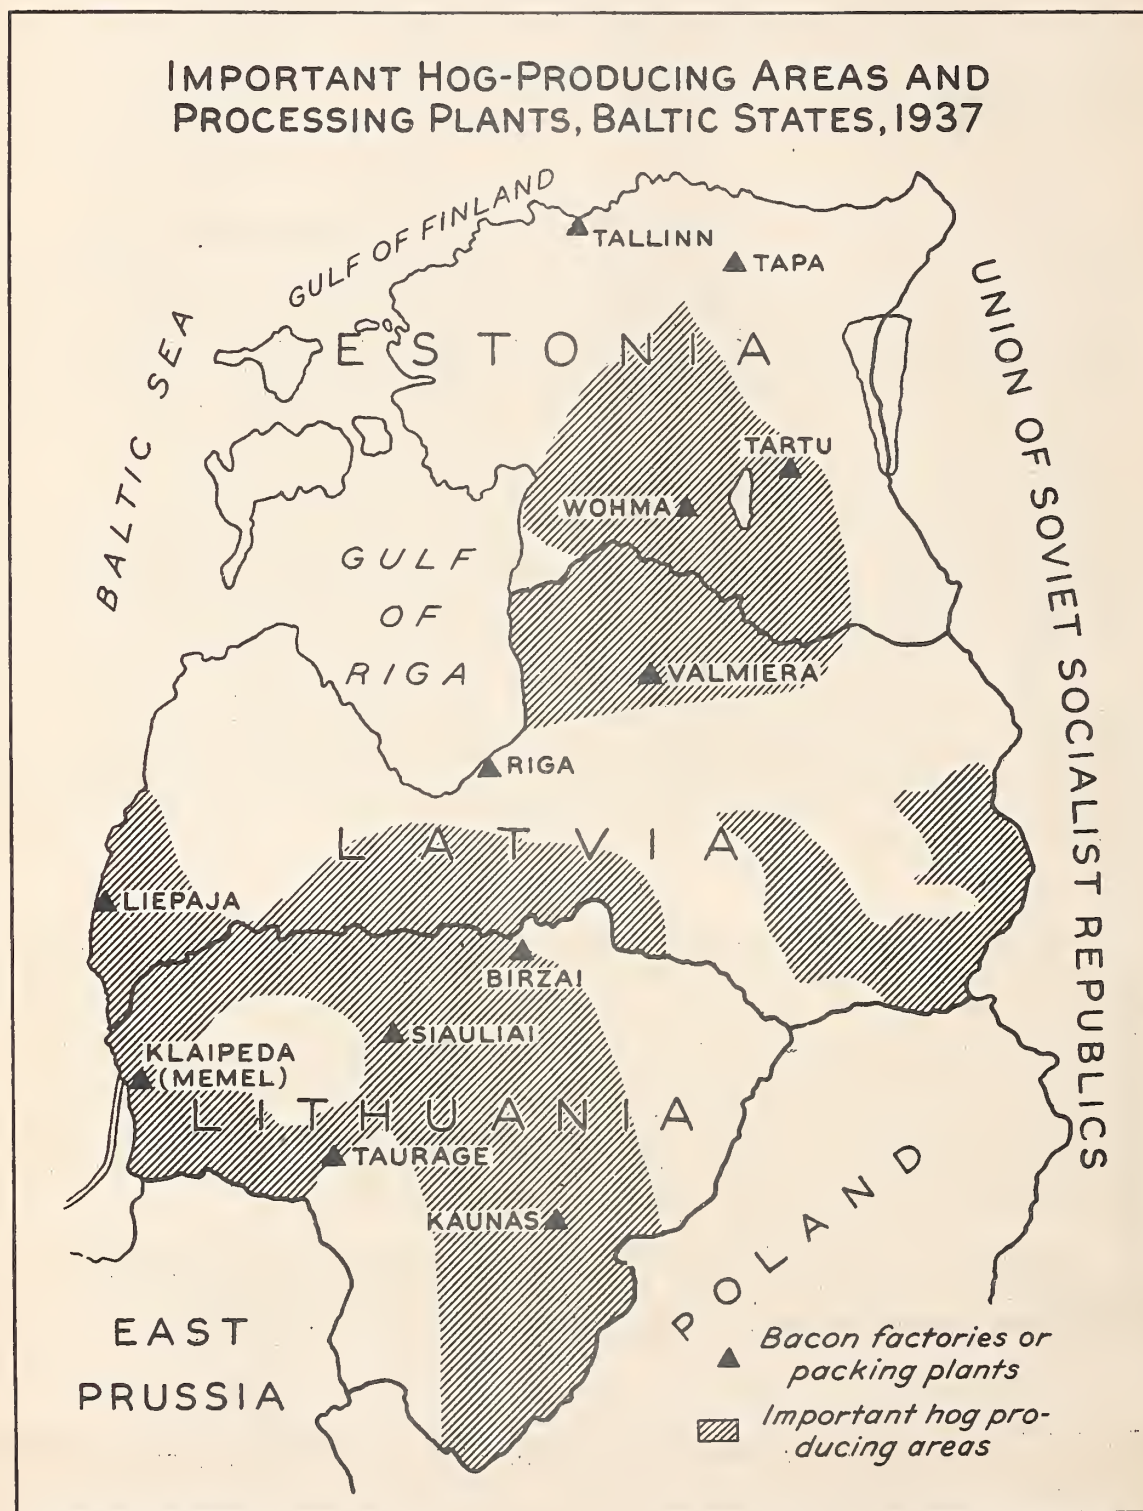 IMPORTANT HOG-PRODUCING AREAS AND
PROCESSING PLANTS, BALTIC STATES, 1937
GULF OF FINLAND
TALLINN
TAPA
BALTIC SEA
UNION OF SOVIET SOCIALIST REPUBLICS
ESTONIA
TARTU
WOHMA
GULF
OF
RIGA
VALMIERA
RIGA
LATVIA
LIEPAJA
BIRZAI
SIAULIAI
KLAIPEDA
(MEMEL)
LITHUANIA
TAURAGE
KAUNAS
POLAND
EAST
PRUSSIA
Bacon factories or
packing plants
Important hog pro-
ducing areas